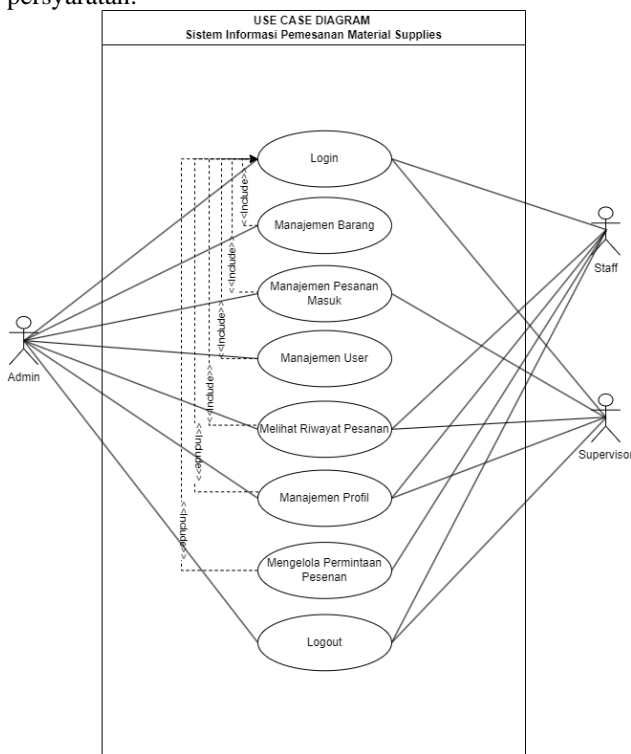 persyaratan.
USE CASE DIAGRAM
Sistem Informasi Pemesanan Material Supplies
Login
<<Include>>
Manajemen Barang
<<Include>>
Staff
Manajemen Pesanan
Masuk
<<Include>>
Manajemen User
Admin
<<Include>>
Melihat Riwayat Pesanan
Supervisor
<<Include>>
Manajemen Profil
<<Include>>
Mengelola Permintaan
Pesenan
Logout